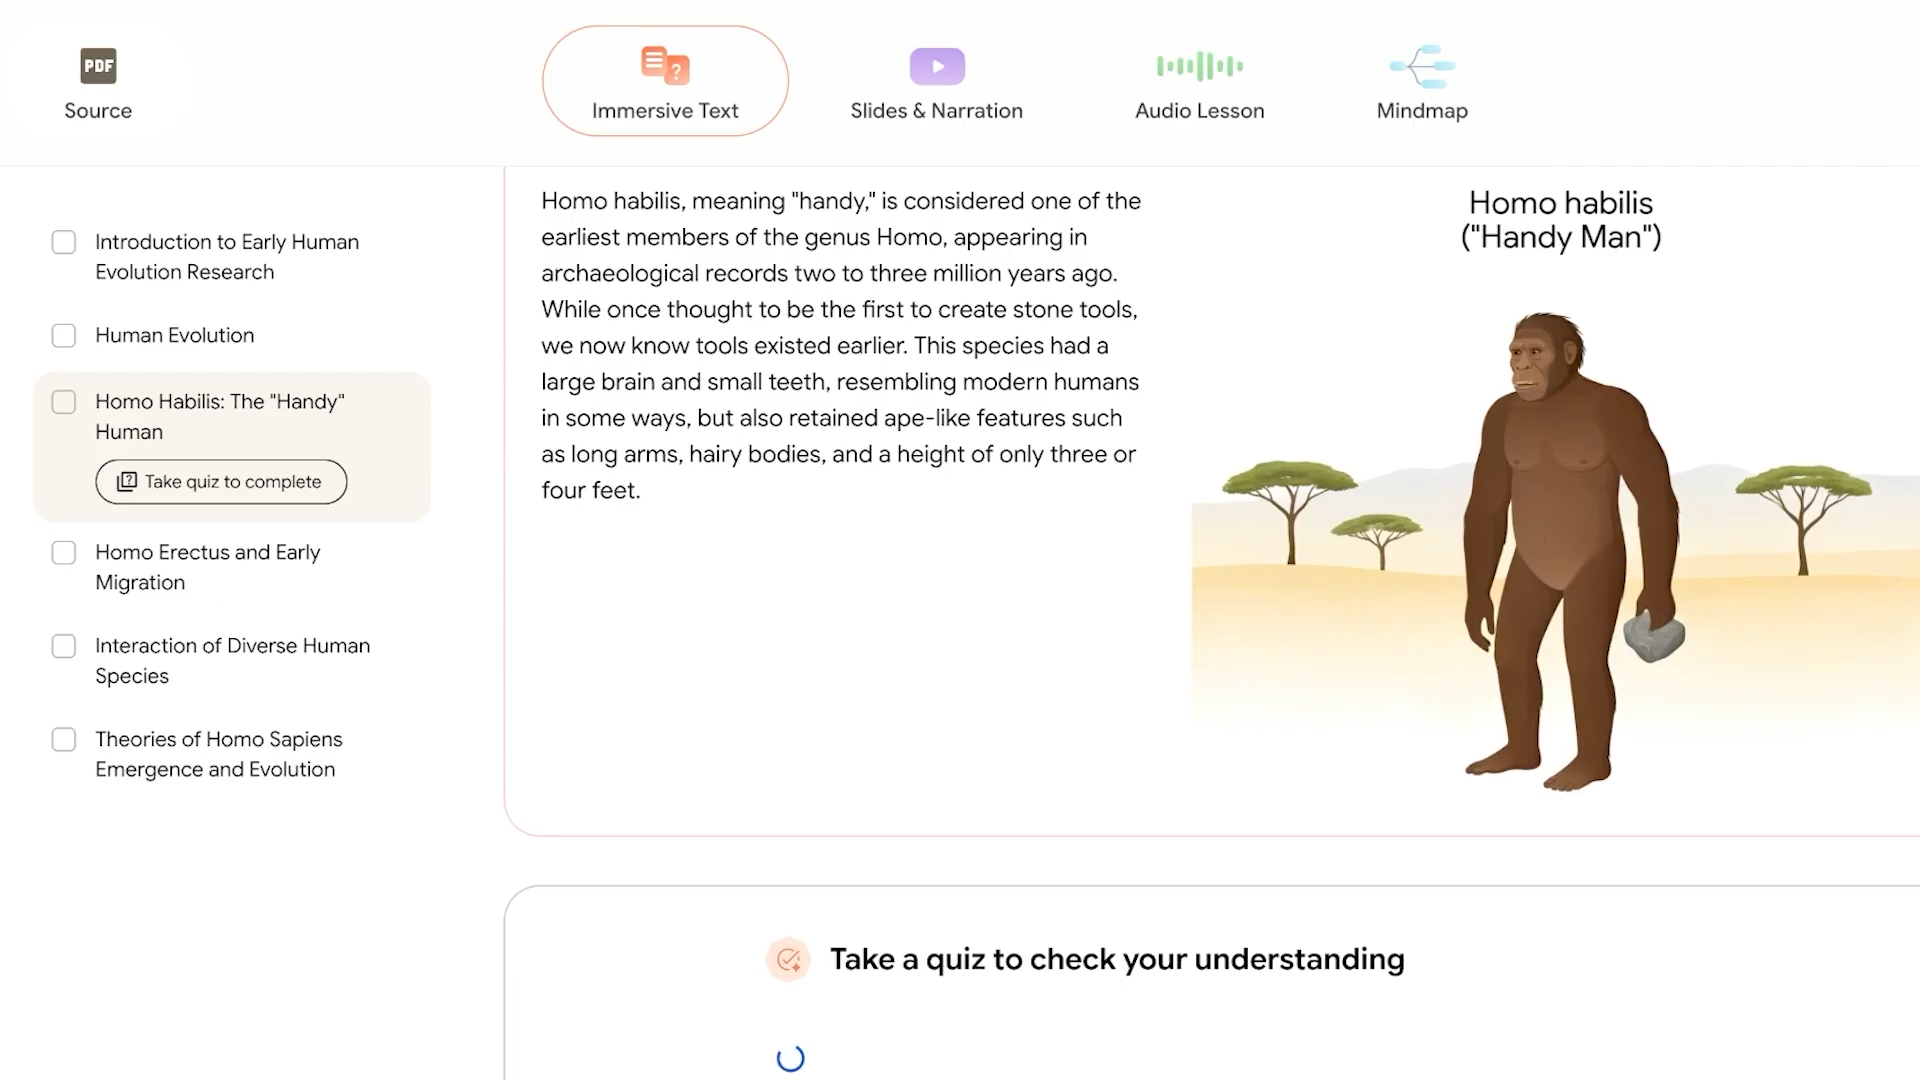 PDF
Source
Immersive Text
Slides & Narration
Audio Lesson
Mindmap
Introduction to Early Human
Evolution Research
Human Evolution
Homo Habilis: The "Handy"
Human
Take quiz to complete
Homo Erectus and Early
Migration
Interaction of Diverse Human
Species
Theories of Homo Sapiens
Emergence and Evolution
Homo habilis, meaning "handy," is considered one of the
earliest members of the genus Homo, appearing in
archaeological records two to three million years ago.
While once thought to be the first to create stone tools,
we now know tools existed earlier. This species had a
large brain and small teeth, resembling modern humans
in some ways, but also retained ape-like features such
as long arms, hairy bodies, and a height of only three or
four feet.
Homo habilis
("Handy Man")
Take a quiz to check your understanding